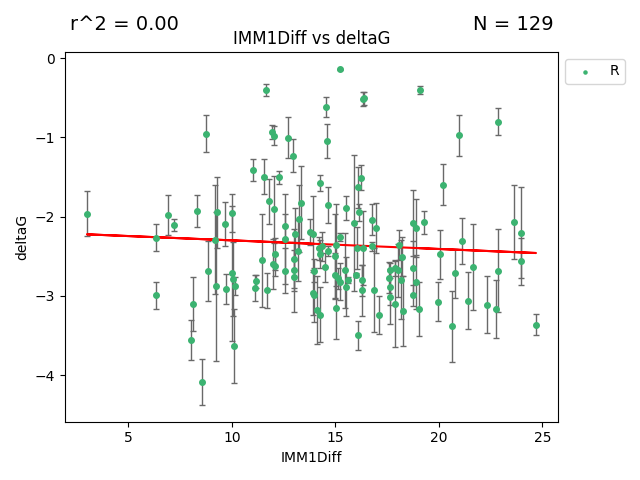 r^2 = 0.00 N = 129
IMM1Diff vs deltaG
R
0
−1
−2
−3
−4
deltaG
5 10 15 20 25
IMM1Diff